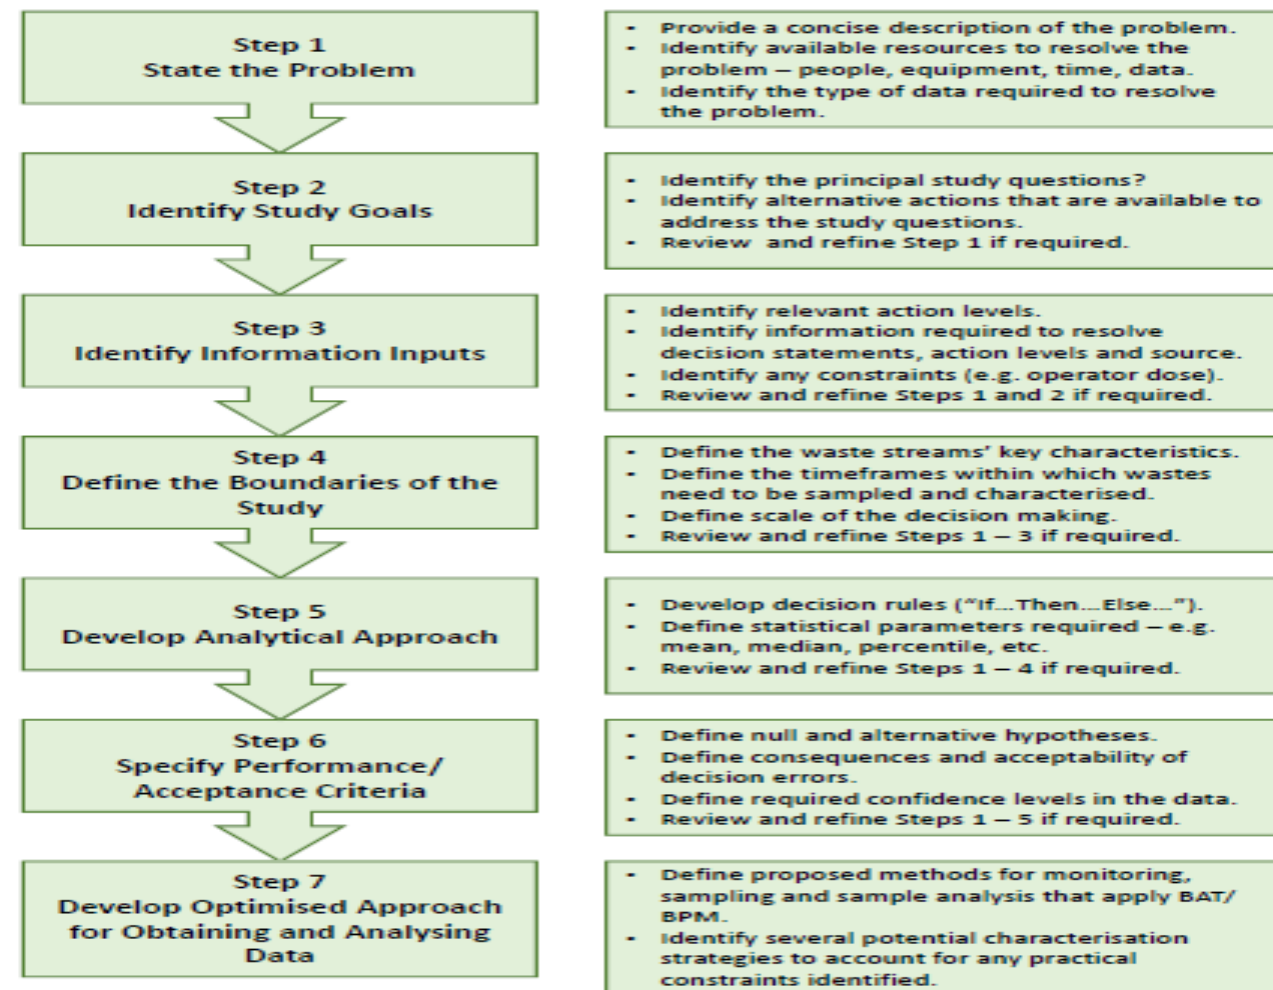 Step 1
State the Problem
- Provide a concise description of the problem.
- Identify available resources to resolve the
problem – people, equipment, time, data.
- Identify the type of data required to resolve
the problem.
Step 2
Identify Study Goals
- Identify the principal study questions?
- Identify alternative actions that are available to
address the study questions.
- Review and refine Step 1 if required.
Step 3
Identify Information Inputs
- Identify relevant action levels.
- Identify information required to resolve
decision statements, action levels and source.
- Identify any constraints (e.g. operator dose).
- Review and refine Steps 1 and 2 if required.
Step 4
Define the Boundaries of the
Study
- Define the waste streams’ key characteristics.
- Define the timeframes within which wastes
need to be sampled and characterised.
- Define scale of the decision making.
- Review and refine Steps 1 – 3 if required.
Step 5
Develop Analytical Approach
- Develop decision rules (“If...Then...Else...”).
- Define statistical parameters required – e.g.
mean, median, percentile, etc.
- Review and refine Steps 1 – 4 if required.
Step 6
Specify Performance/
Acceptance Criteria
- Define null and alternative hypotheses.
- Define consequences and acceptability of
decision errors.
- Define required confidence levels in the data.
- Review and refine Steps 1 – 5 if required.
Step 7
Develop Optimised Approach
for Obtaining and Analysing
Data
- Define proposed methods for monitoring,
sampling and sample analysis that apply BAT/
BPM.
- Identify several potential characterisation
strategies to account for any practical
constraints identified.